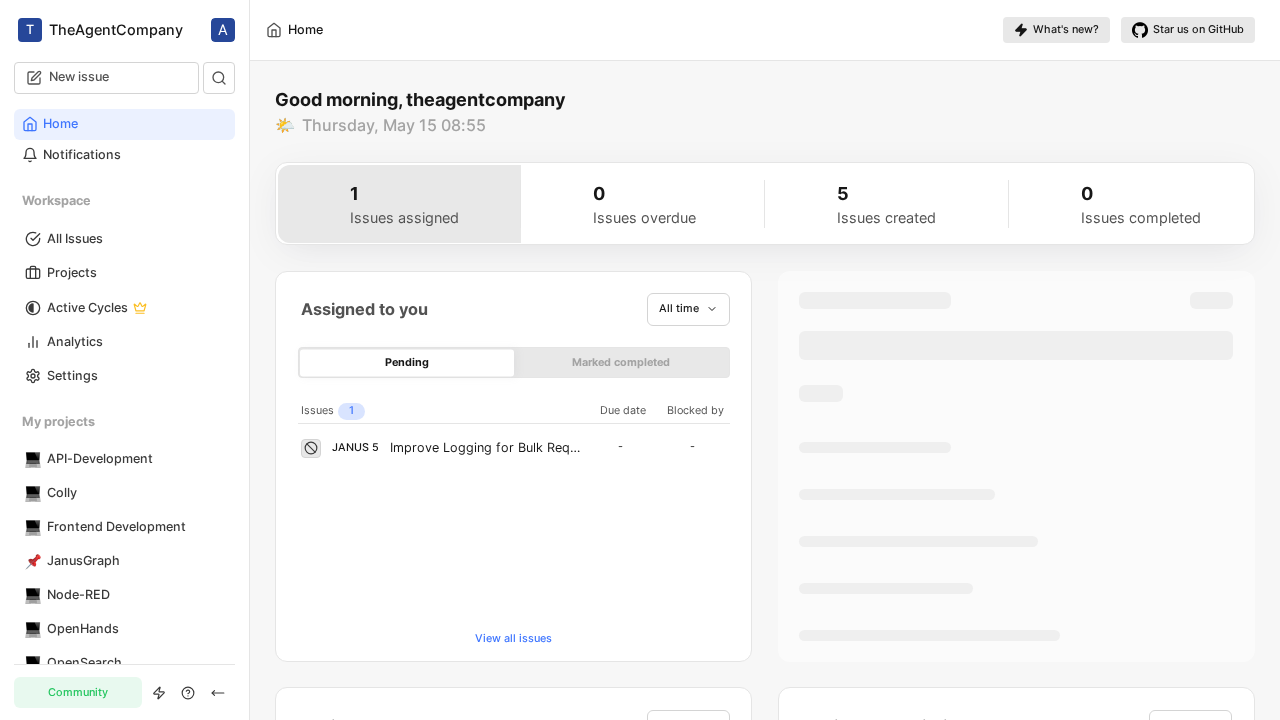 T TheAgentCompany A
New issue
Home
Notifications
Workspace
All Issues
Projects
Active Cycles
Analytics
Settings
My projects
API-Development
Colly
Frontend Development
JanusGraph
Node-RED
OpenHands
OpenSearch
Community
Home
What's new?
Star us on GitHub
Good morning, theagentcompany
Thursday, May 15 08:55
1
Issues assigned
0
Issues overdue
5
Issues created
0
Issues completed
Assigned to you
All time
Pending
Marked completed
Issues 1 Due date Blocked by
JANUS 5 Improve Logging for Bulk Req... - -
View all issues